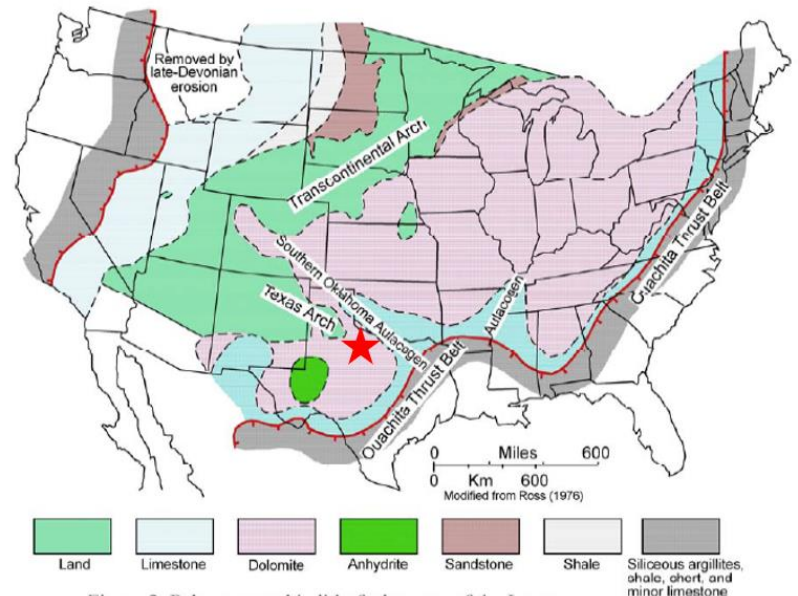 Removed by
late-Devonian
erosion
Transcontinental Arch
Southern Oklahoma Aulacogen
Texas Arch
Aulacogen
Ouachita Thrust Belt
Ouachita Thrust Belt
0 Miles 600
0 Km 600
Modified from Ross (1976)
Land
Limestone
Dolomite
Anhydrite
Sandstone
Shale
Siliceous argillites,
shale, chert, and
minor limestone